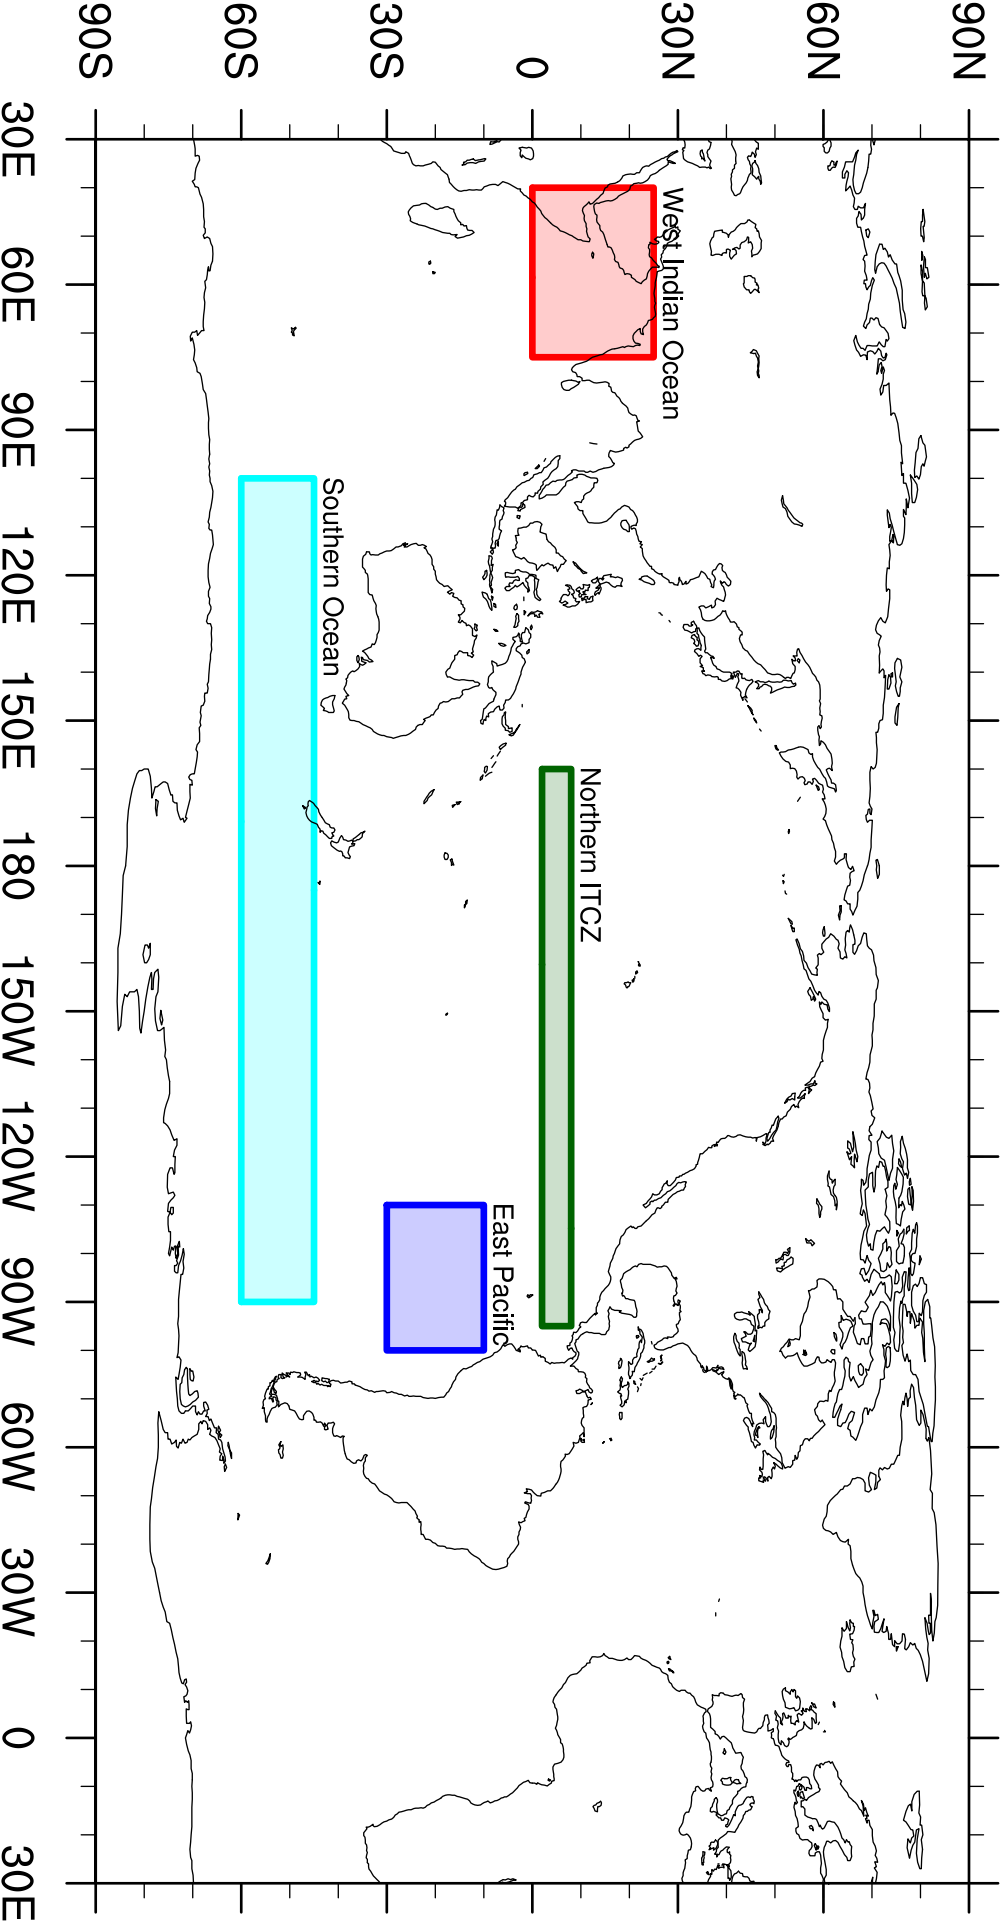 90N
60N
30N
0
30S
60S
90S
30E
60E
90E
120E
150E
180
150W
120W
90W
60W
30W
0
30E
West Indian Ocean
Southern Ocean
Northern ITCZ
East Pacific